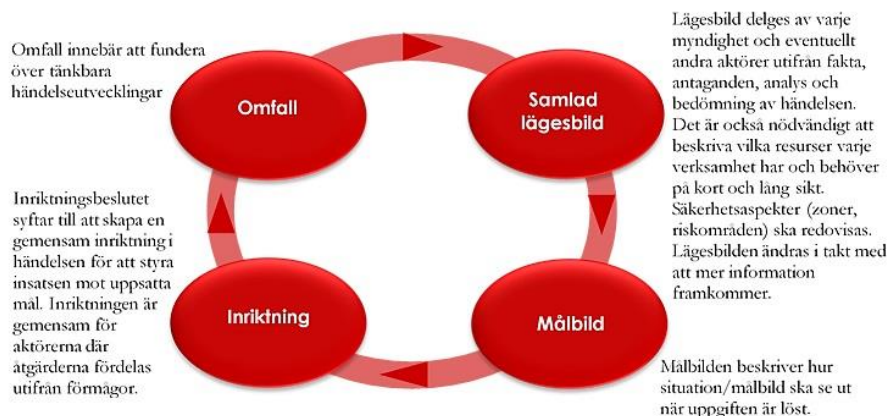 Omfall innebär att fundera
över tänkbara
händelseutvecklingar
Omfall
Samlad
lägesbild
Lägesbild delges av varje
myndighet och eventuellt
andra aktörer utifrån fakta,
antaganden, analys och
bedömning av händelsen.
Det är också nödvändigt att
beskriva vilka resurser varje
verksamhet har och behöver
på kort och lång sikt.
Säkerhetsaspekter (zoner,
riskområden) ska redovisas.
Lägesbilden ändras i takt med
att mer information
framkommer.
Inriktningsbeslutet
syftar till att skapa en
gemensam inriktning i
händelsen för att styra
insatsen mot uppsatta
mål. Inriktningen är
gemensam för
aktörerna där
åtgärderna fördelas
utifrån förmågor.
Inriktning
Målbild
Målbilden beskriver hur
situation/målbild ska se ut
när uppgiften är löst.